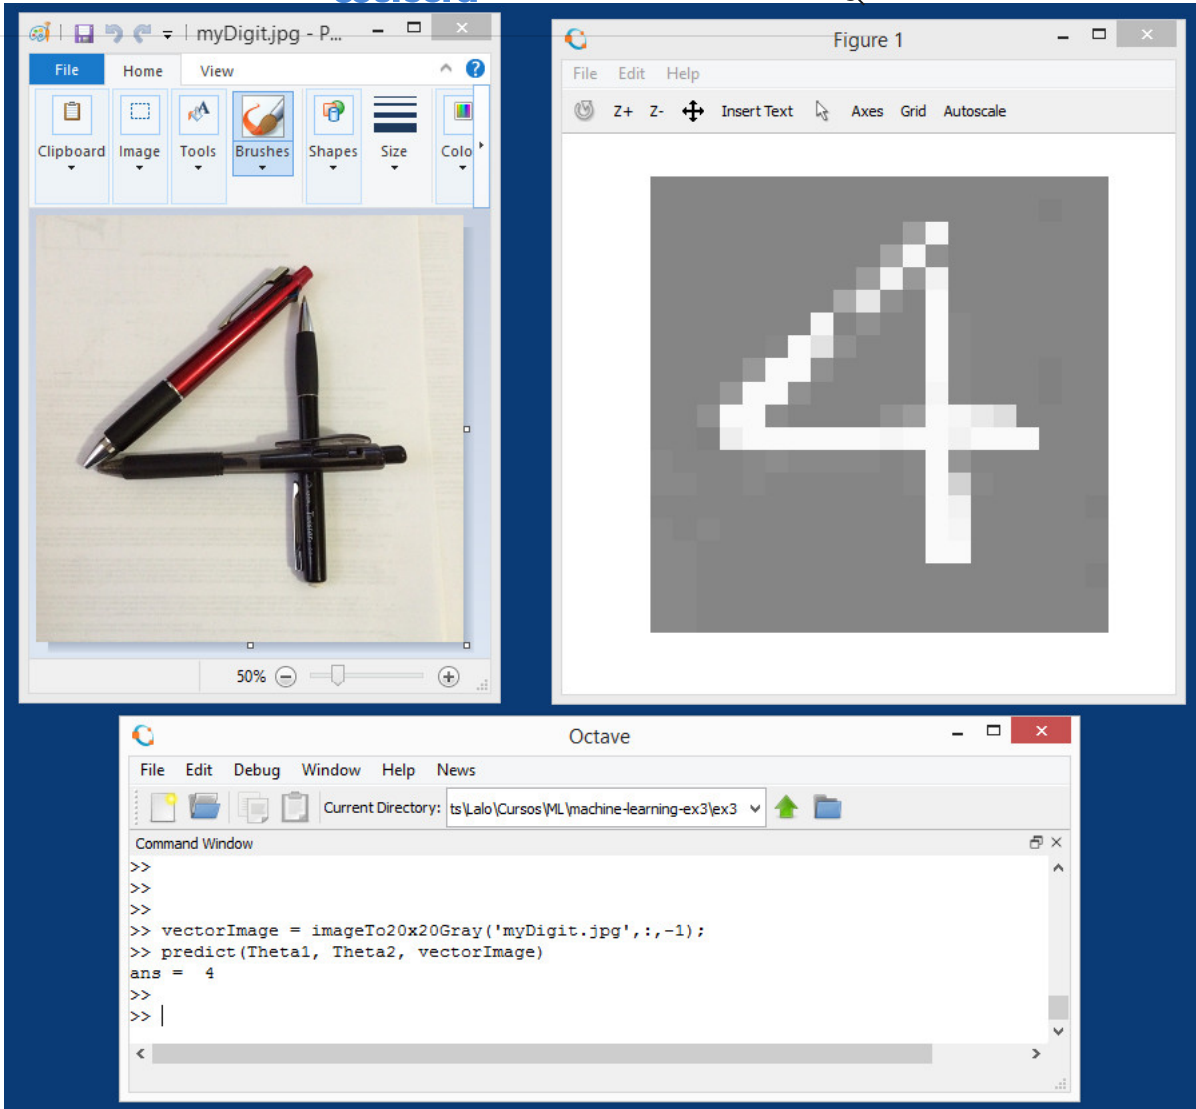 myDigit.jpg - P...
File Home View
Clipboard Image Tools Brushes Shapes Size Colo
50%
Figure 1
File Edit Help
Z+ Z- Insert Text Axes Grid Autoscale
Octave
File Edit Debug Window Help News
Current Directory: ts\Lalo\Cursos\ML\machine-learning-ex3\ex3
Command Window
>>
>>
>>
>> vectorImage = imageTo20x20Gray('myDigit.jpg',:,-1);
>> predict(Theta1, Theta2, vectorImage)
ans =  4
>>
>>